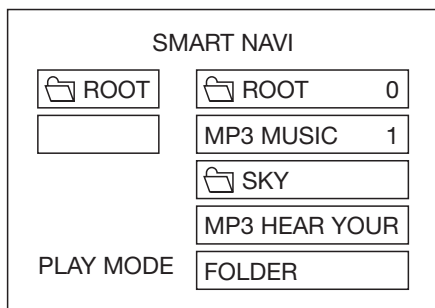 SMART NAVI
ROOT
ROOT 0
MP3 MUSIC 1
SKY
MP3 HEAR YOUR
PLAY MODE
FOLDER